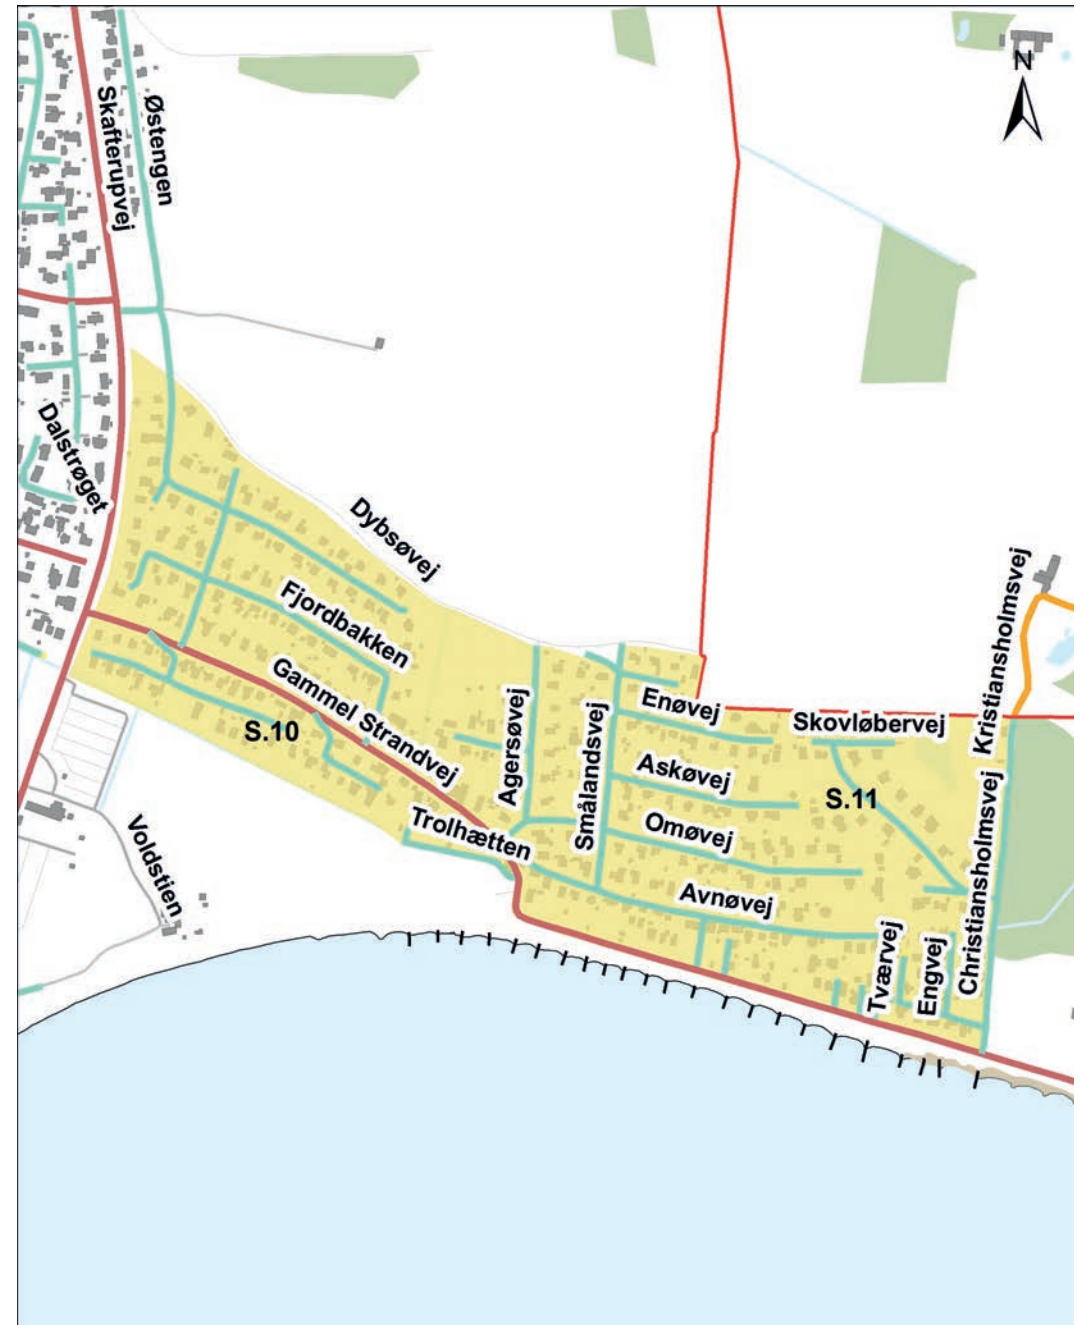 N
Østengen
Skafterupvej
Dalstrøget
Dybsøvej
Fjordbakken
Gammel Strandvej
S.10
Agersøvej
Smålandsvej
Enøvej
Skovløbervej
Kristiansholmsvej
Askøvej
S.11
Trolhætten
Omøvej
Voldstien
Avnøvej
Christiansholmsvej
Tværvej
Engvej